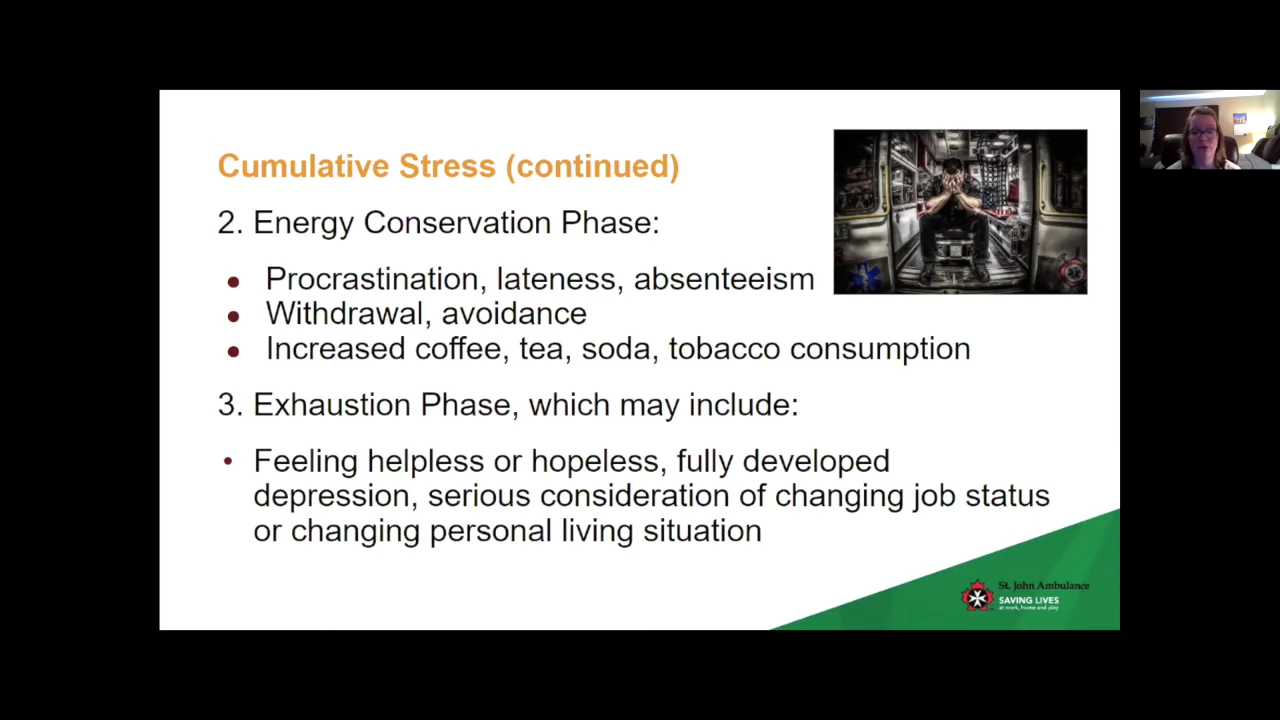 Cumulative Stress (continued)
2. Energy Conservation Phase:
● Procrastination, lateness, absenteeism
● Withdrawal, avoidance
● Increased coffee, tea, soda, tobacco consumption
3. Exhaustion Phase, which may include:
• Feeling helpless or hopeless, fully developed
depression, serious consideration of changing job status
or changing personal living situation
St. John Ambulance
SAVING LIVES
at work, home and play